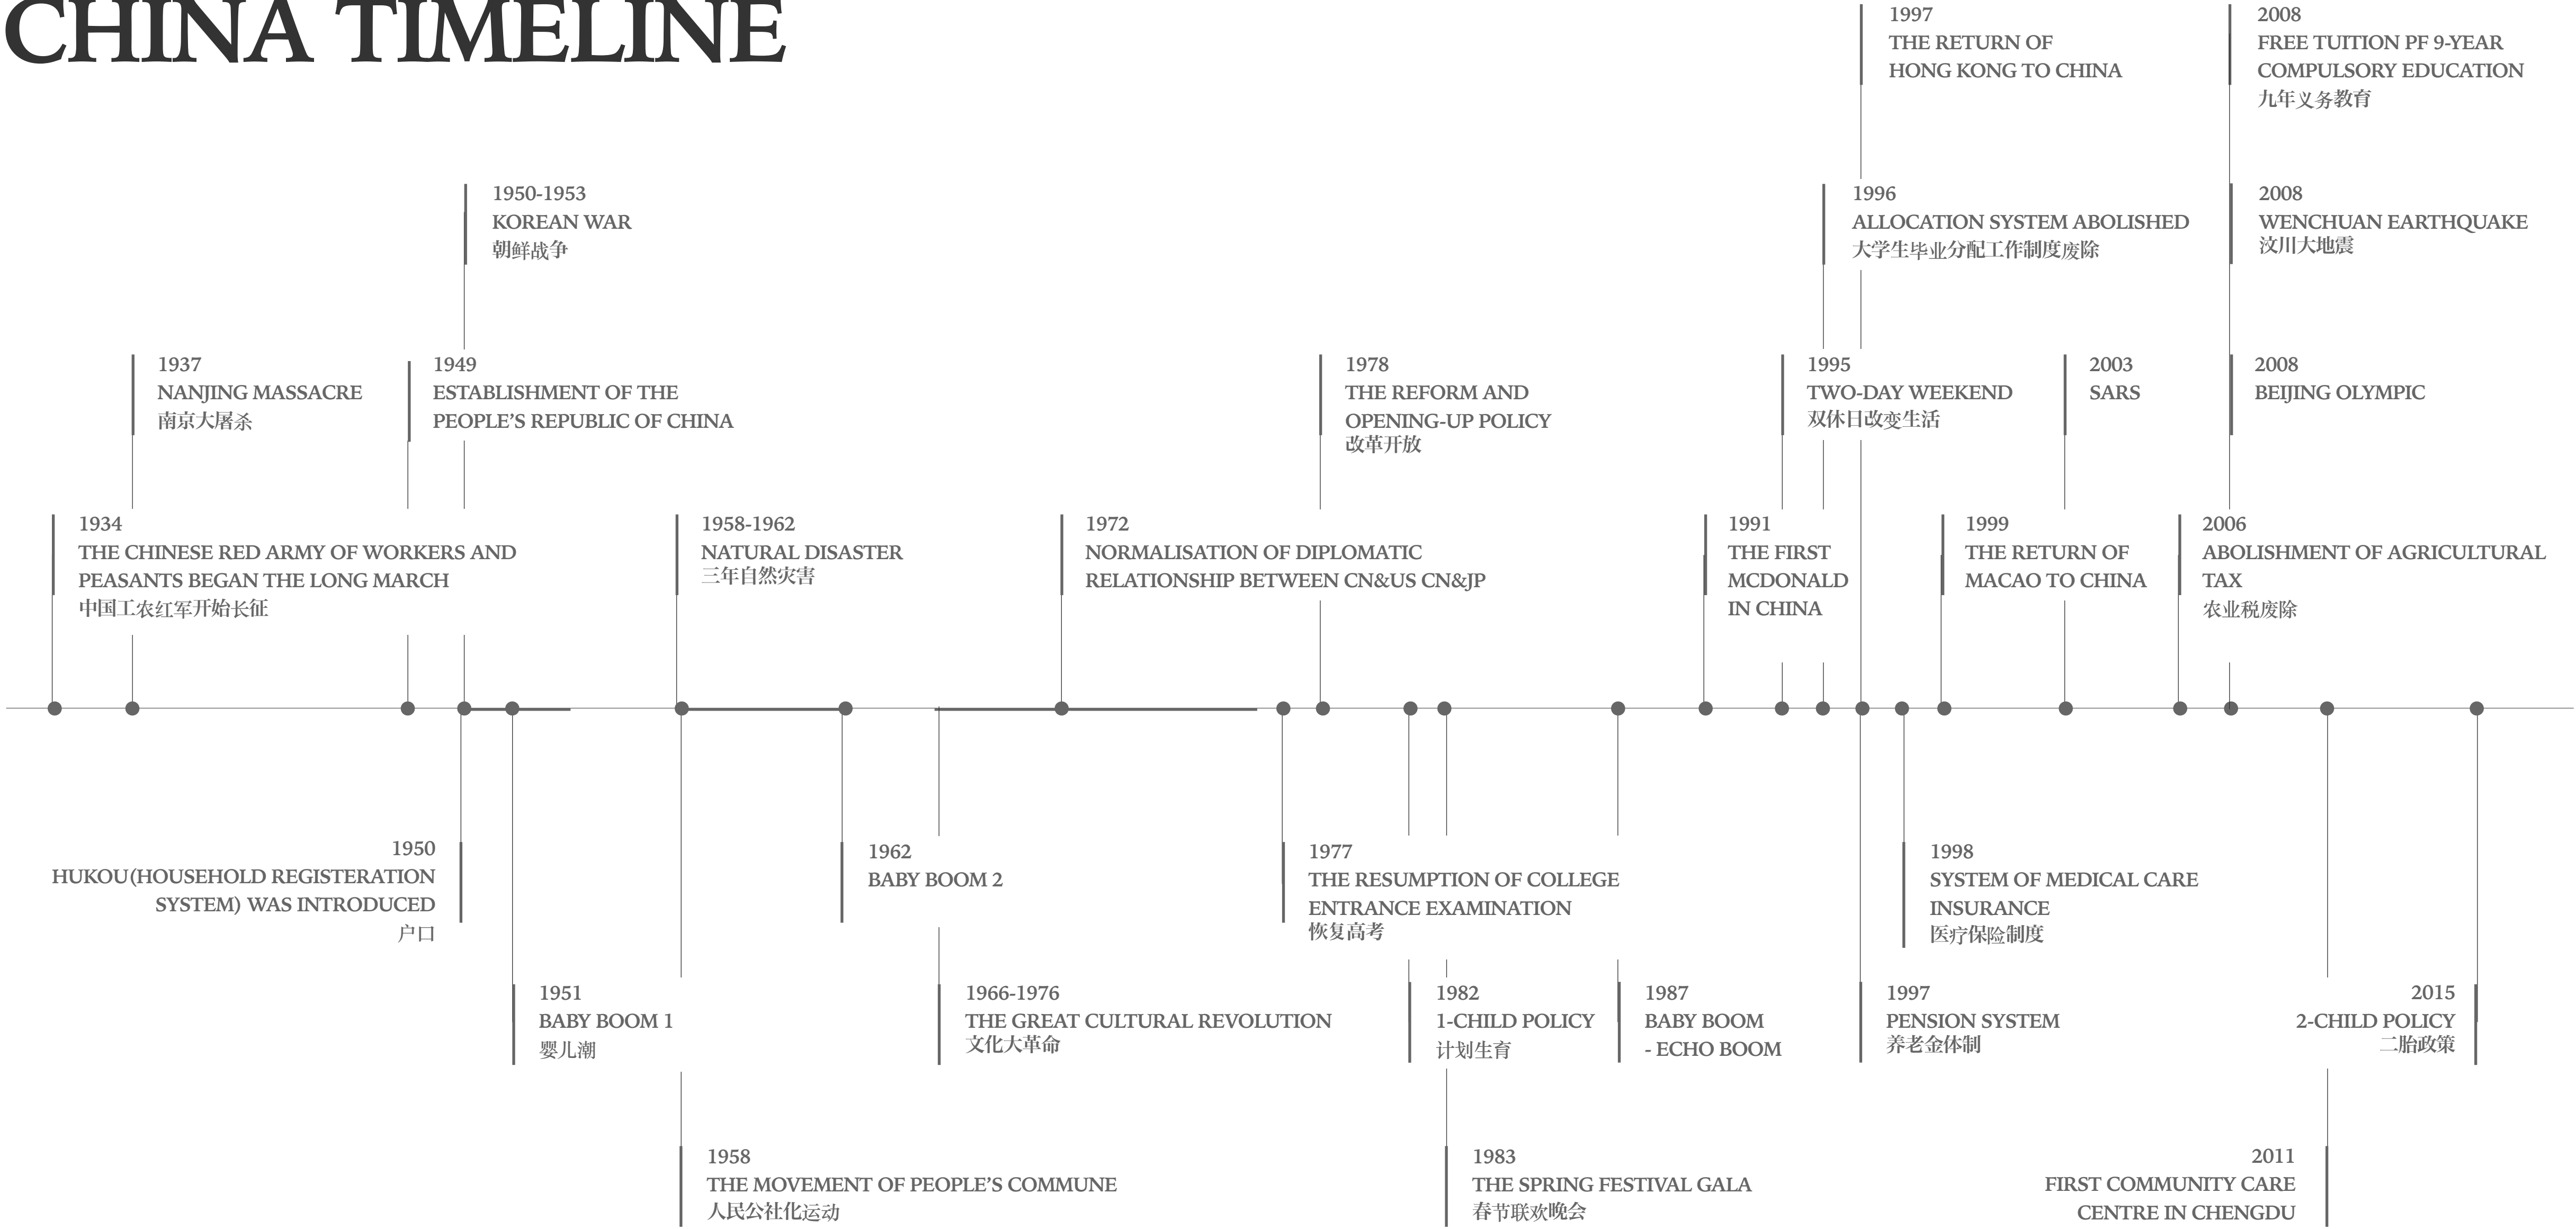 CHINA TIMELINE
1997
THE RETURN OF
HONG KONG TO CHINA
2008
FREE TUITION PF 9-YEAR
COMPULSORY EDUCATION
九年义务教育
1950-1953
KOREAN WAR
朝鲜战争
1996
ALLOCATION SYSTEM ABOLISHED
大学生毕业分配工作制度废除
2008
WENCHUAN EARTHQUAKE
汶川大地震
1937
NANJING MASSACRE
南京大屠杀
1949
ESTABLISHMENT OF THE
PEOPLE’S REPUBLIC OF CHINA
1978
THE REFORM AND
OPENING-UP POLICY
改革开放
1995
TWO-DAY WEEKEND
双休日改变生活
2003
SARS
2008
BEIJING OLYMPIC
1934
THE CHINESE RED ARMY OF WORKERS AND
PEASANTS BEGAN THE LONG MARCH
中国工农红军开始长征
1958-1962
NATURAL DISASTER
三年自然灾害
1972
NORMALISATION OF DIPLOMATIC
RELATIONSHIP BETWEEN CN&US CN&JP
1991
THE FIRST
MCDONALD
IN CHINA
1999
THE RETURN OF
MACAO TO CHINA
2006
ABOLISHMENT OF AGRICULTURAL
TAX
农业税废除
1950
HUKOU(HOUSEHOLD REGISTERATION
SYSTEM) WAS INTRODUCED
户口
1962
BABY BOOM 2
1977
THE RESUMPTION OF COLLEGE
ENTRANCE EXAMINATION
恢复高考
1998
SYSTEM OF MEDICAL CARE
INSURANCE
医疗保险制度
1951
BABY BOOM 1
婴儿潮
1966-1976
THE GREAT CULTURAL REVOLUTION
文化大革命
1982
1-CHILD POLICY
计划生育
1987
BABY BOOM
- ECHO BOOM
1997
PENSION SYSTEM
养老金体制
2015
2-CHILD POLICY
二胎政策
1958
THE MOVEMENT OF PEOPLE’S COMMUNE
人民公社化运动
1983
THE SPRING FESTIVAL GALA
春节联欢晚会
2011
FIRST COMMUNITY CARE
CENTRE IN CHENGDU